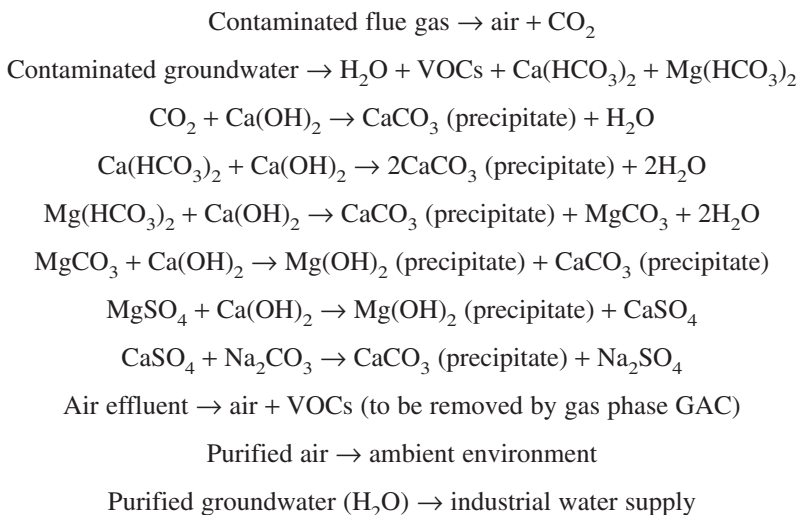 Contaminated flue gas → air + CO₂
Contaminated groundwater → H₂O + VOCs + Ca(HCO₃)₂ + Mg(HCO₃)₂
CO₂ + Ca(OH)₂ → CaCO₃ (precipitate) + H₂O
Ca(HCO₃)₂ + Ca(OH)₂ → 2CaCO₃ (precipitate) + 2H₂O
Mg(HCO₃)₂ + Ca(OH)₂ → CaCO₃ (precipitate) + MgCO₃ + 2H₂O
MgCO₃ + Ca(OH)₂ → Mg(OH)₂ (precipitate) + CaCO₃ (precipitate)
MgSO₄ + Ca(OH)₂ → Mg(OH)₂ (precipitate) + CaSO₄
CaSO₄ + Na₂CO₃ → CaCO₃ (precipitate) + Na₂SO₄
Air effluent → air + VOCs (to be removed by gas phase GAC)
Purified air → ambient environment
Purified groundwater (H₂O) → industrial water supply